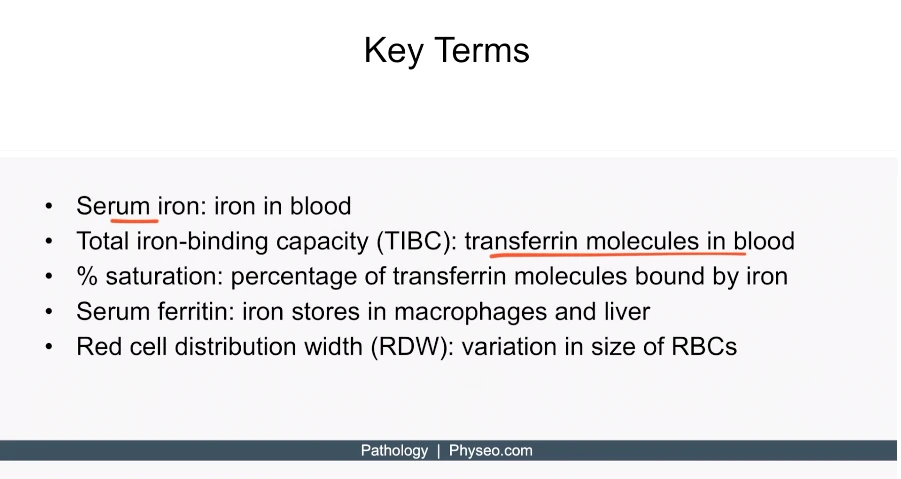 Key Terms
• Serum iron: iron in blood
• Total iron-binding capacity (TIBC): transferrin molecules in blood
• % saturation: percentage of transferrin molecules bound by iron
• Serum ferritin: iron stores in macrophages and liver
• Red cell distribution width (RDW): variation in size of RBCs
Pathology | Physeo.com